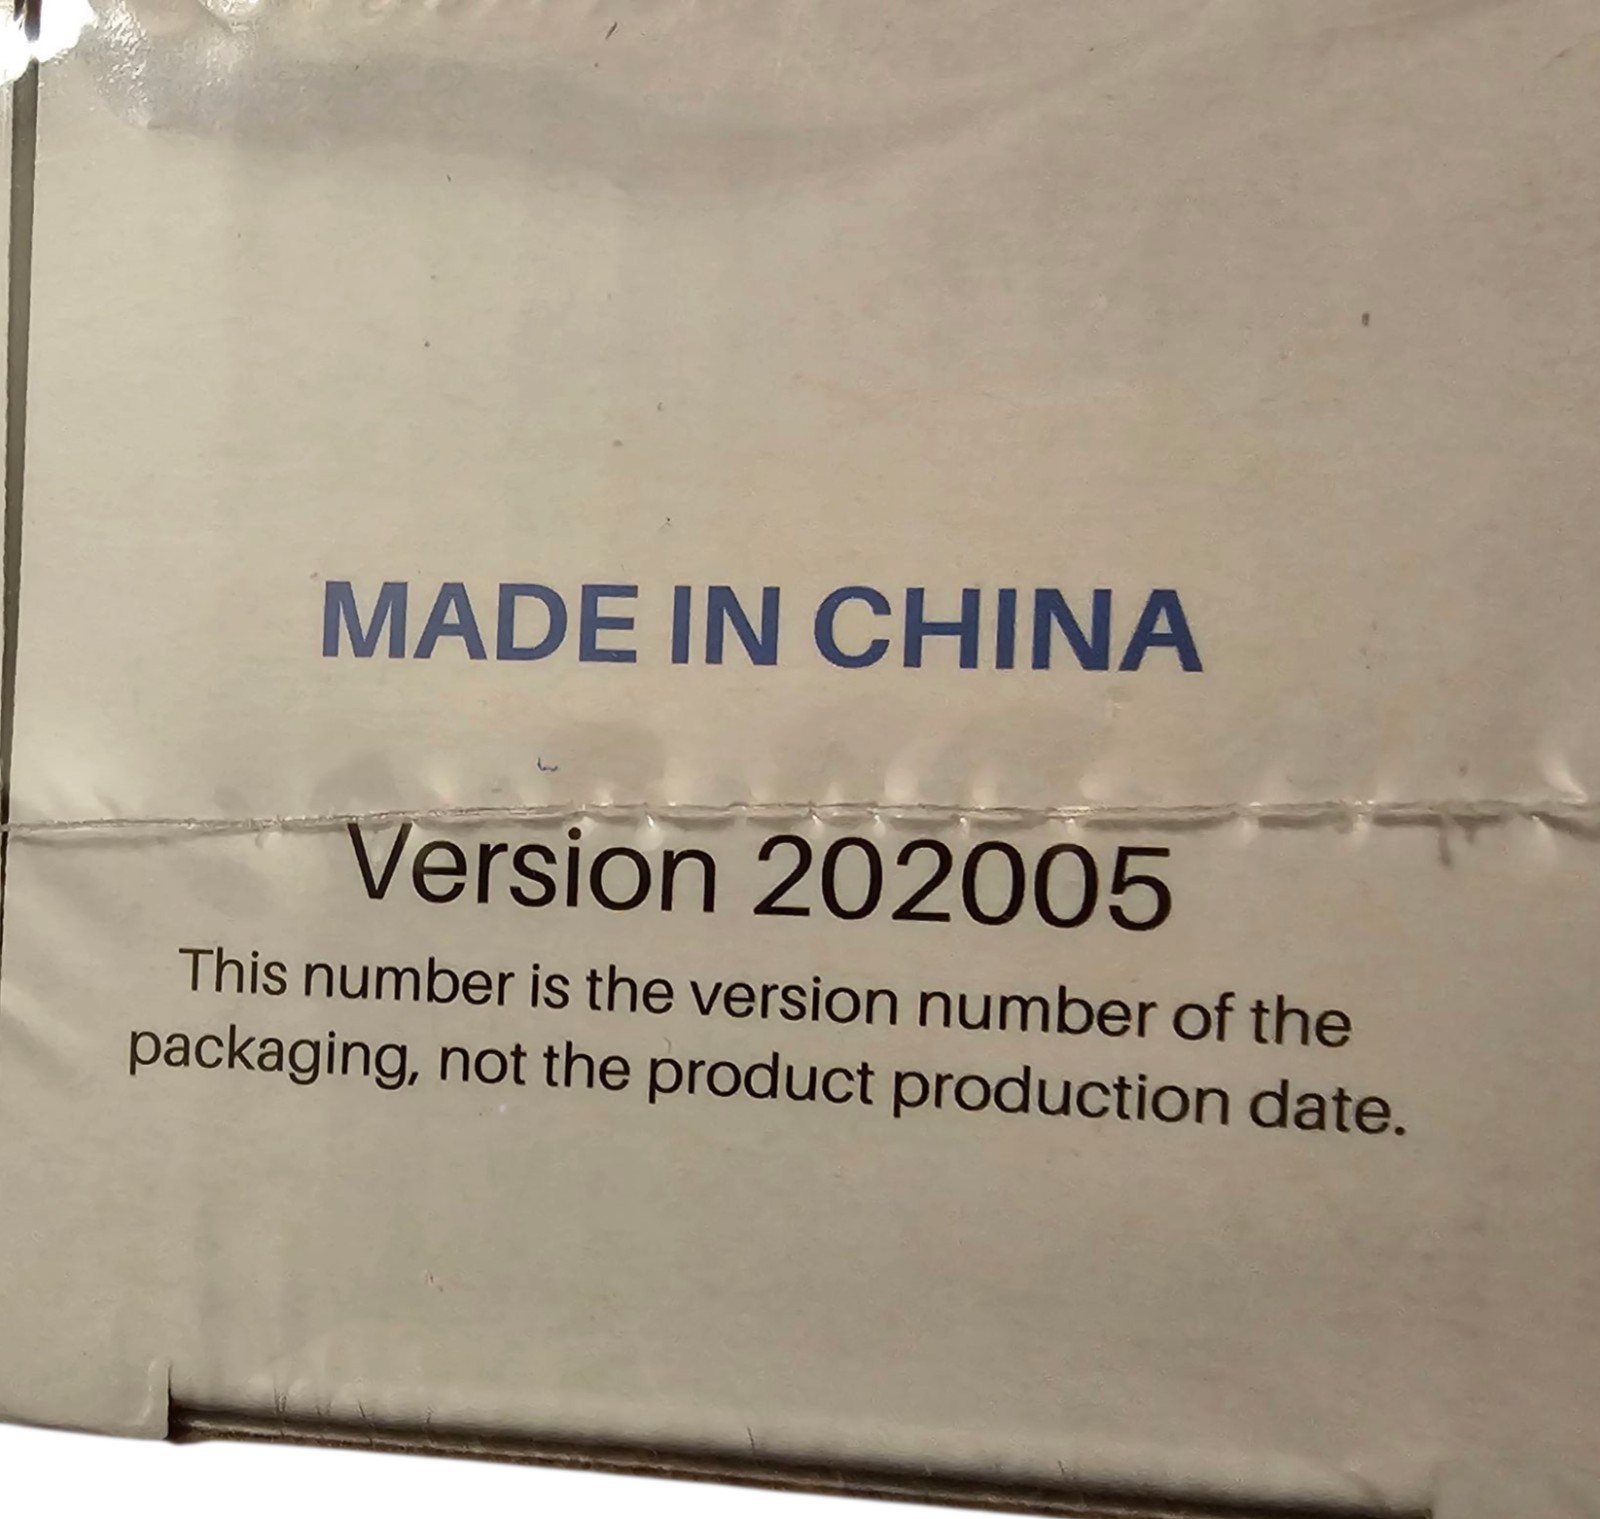 MADE IN CHINA
Version 202005
This number is the version number of the
packaging, not the product production date.